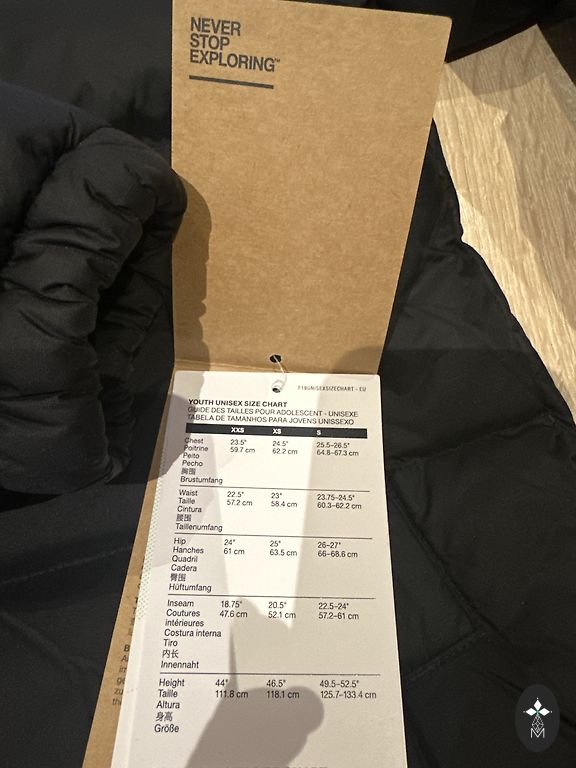 NEVER
STOP
EXPLORING™
F19UNISEXSIZECHART - EU
YOUTH UNISEX SIZE CHART
GUIDE DES TAILLES POUR ADOLESCENT - UNISEXE
TABELA DE TAMANHOS PARA JOVENS UNISSEXO
XXS XS S
Chest 23.5" 24.5" 25.5–26.5"
Poitrine 59.7 cm 62.2 cm 64.8–67.3 cm
Peito
Pecho
胸围
Brustumfang
Waist 22.5" 23" 23.75–24.5"
Taille 57.2 cm 58.4 cm 60.3–62.2 cm
Cintura
腰围
Taillenumfang
Hip 24" 25" 26–27"
Hanches 61 cm 63.5 cm 66–68.6 cm
Quadril
Cadera
臀围
Hüftumfang
Inseam 18.75" 20.5" 22.5–24"
Coutures 47.6 cm 52.1 cm 57.2–61 cm
intérieures
Costura interna
Tiro
内长
Innennaht
Height 44" 46.5" 49.5–52.5"
Taille 111.8 cm 118.1 cm 125.7–133.4 cm
Altura
身高
Größe
M